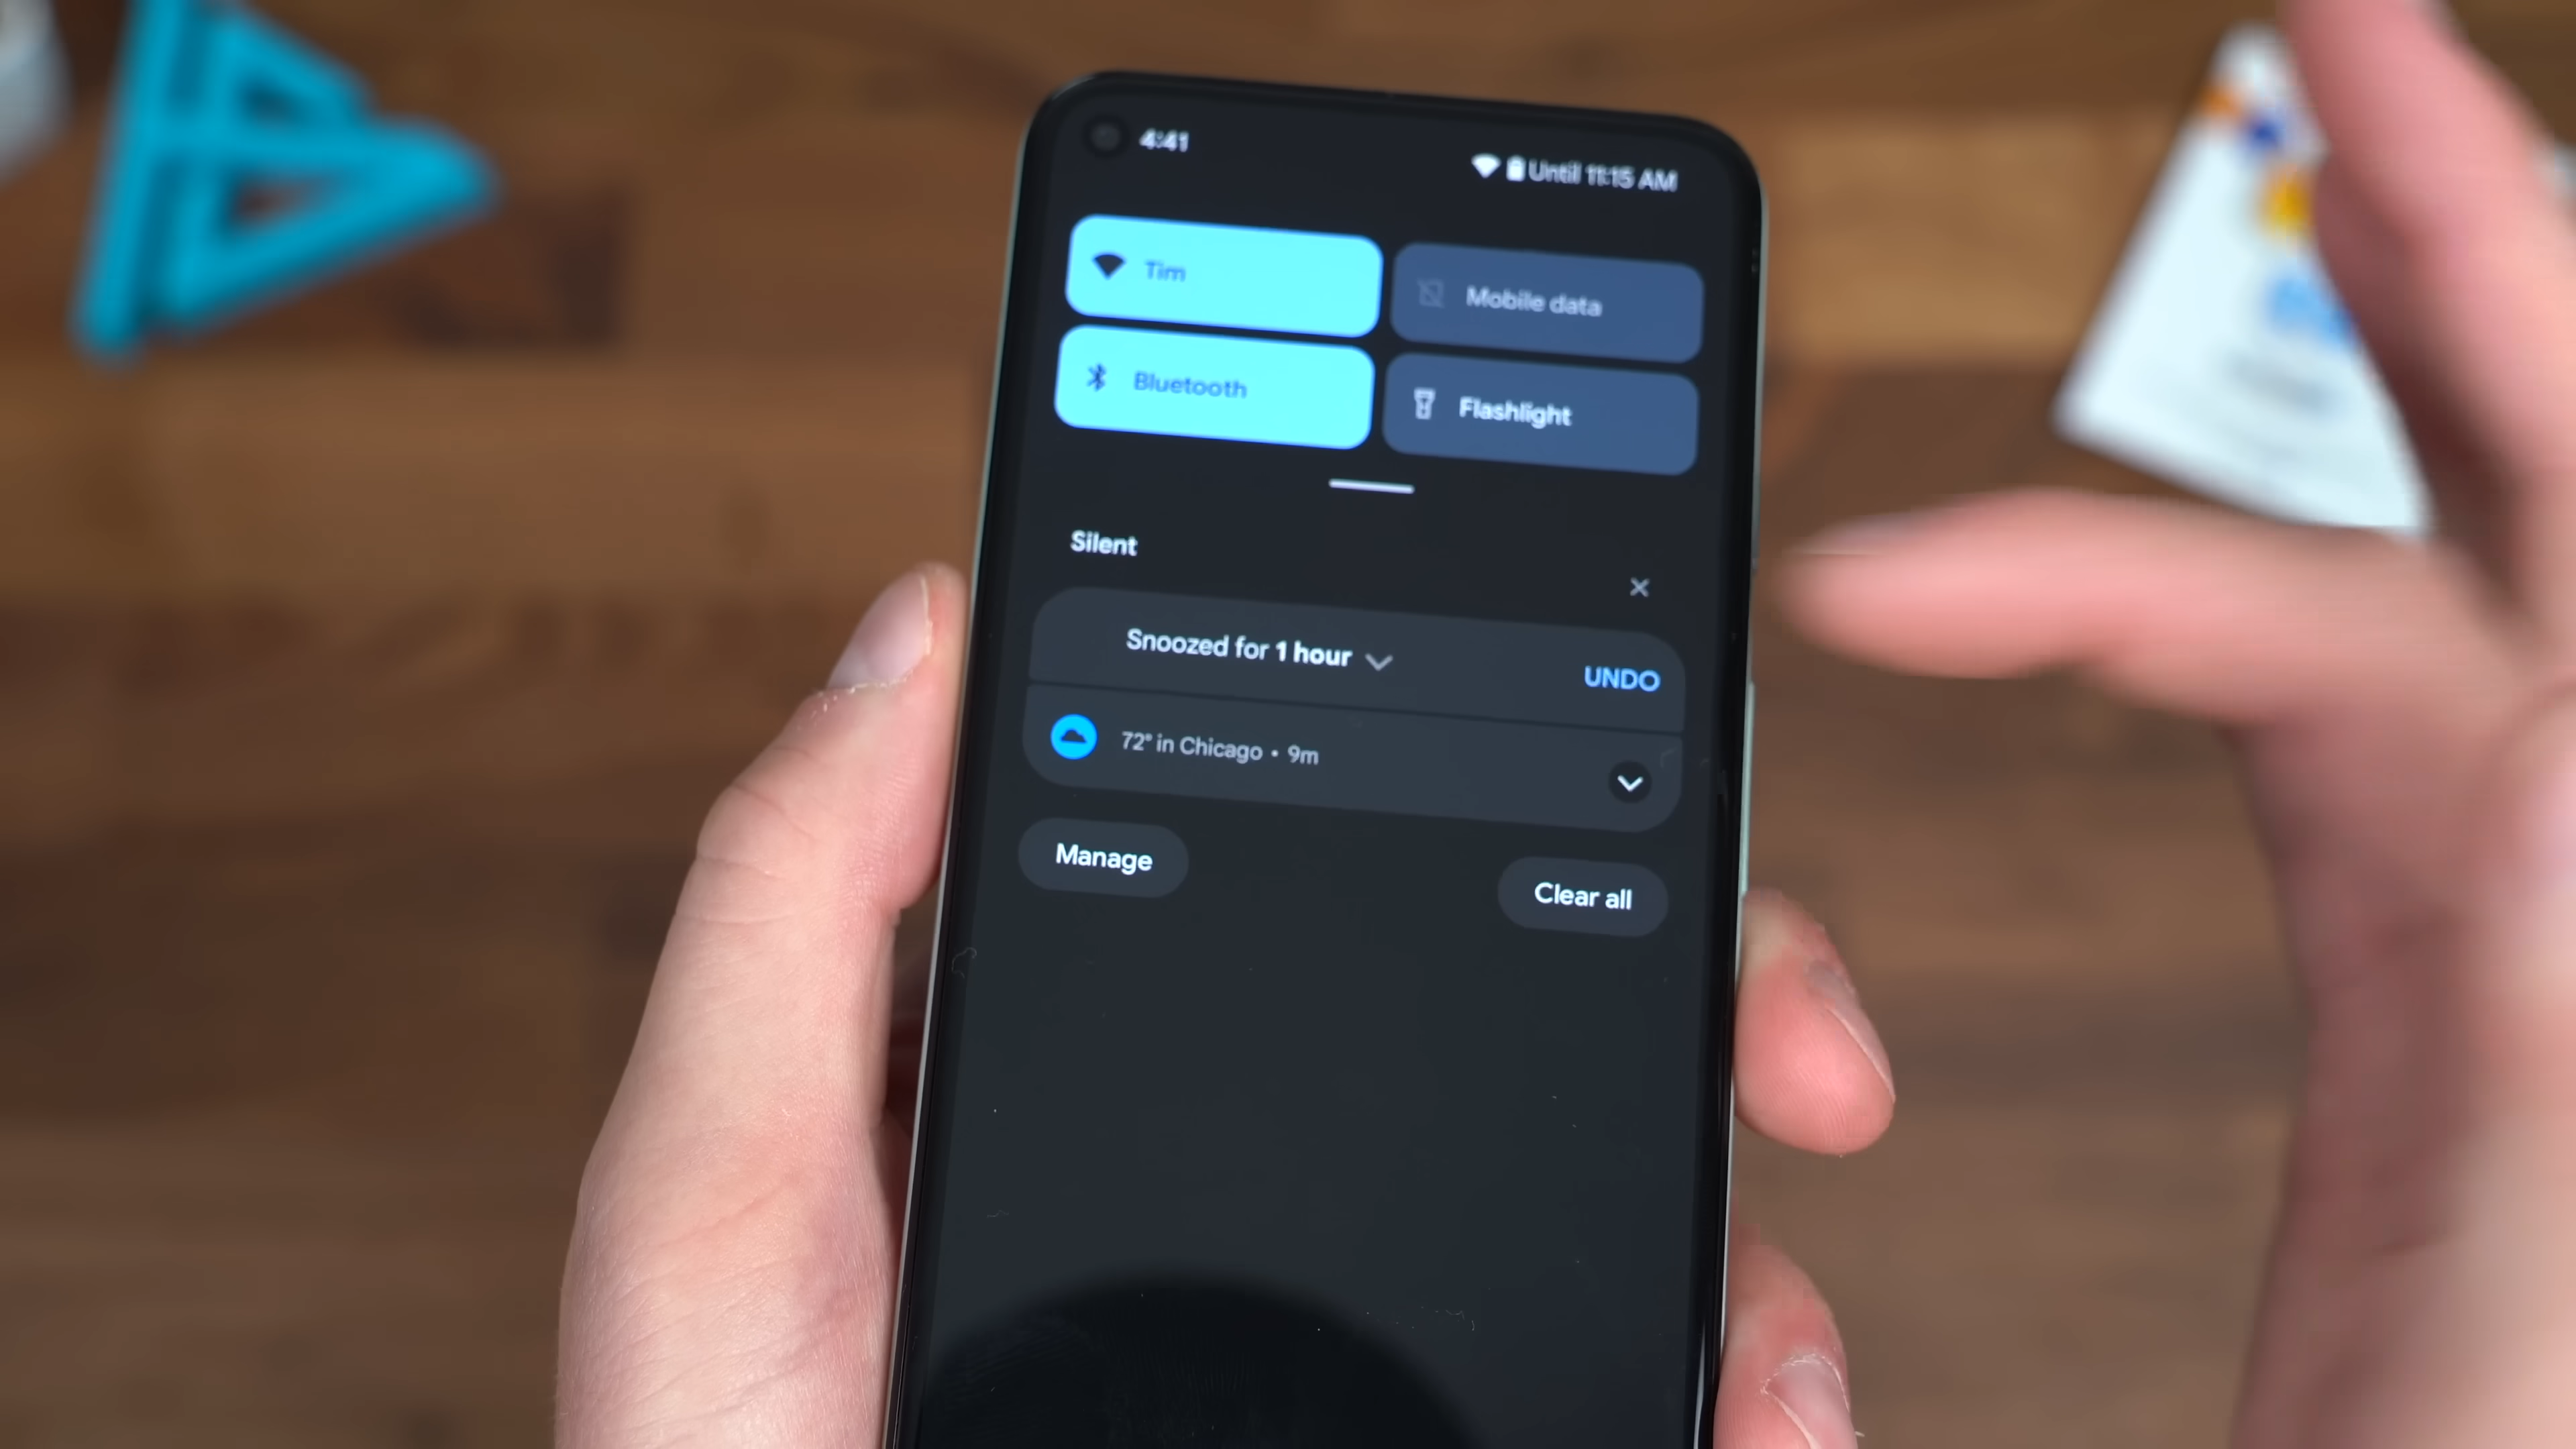 4:41
Until 11:15 AM
Tim
Mobile data
Bluetooth
Flashlight
Silent
Snoozed for 1 hour
UNDO
72° in Chicago • 9m
Manage
Clear all